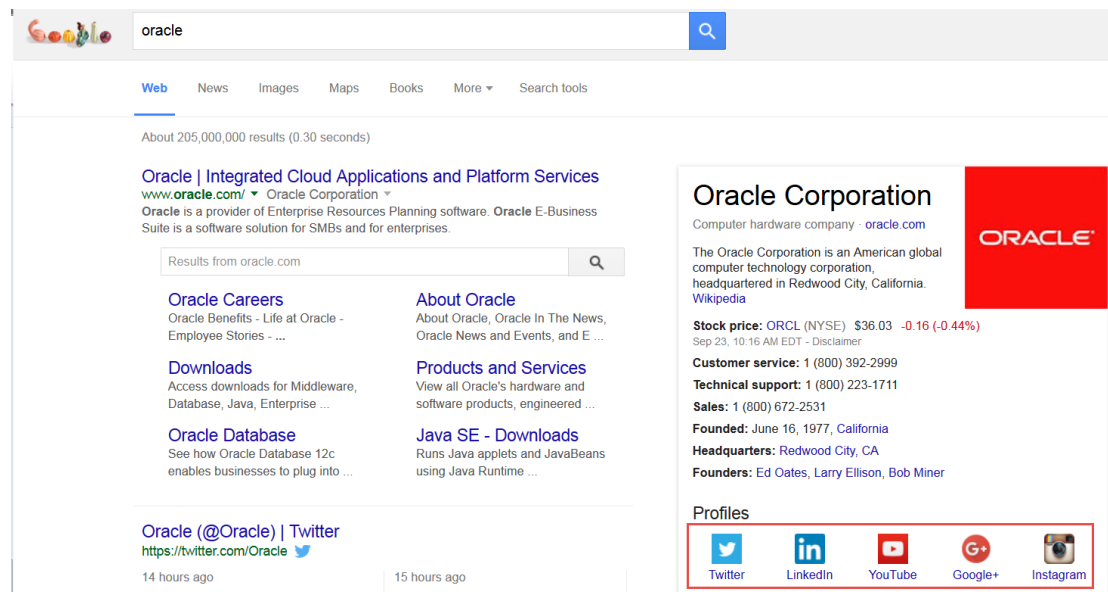 Google
oracle
Web News Images Maps Books More Search tools
About 205,000,000 results (0.30 seconds)
Oracle | Integrated Cloud Applications and Platform Services
www.oracle.com/ Oracle Corporation
Oracle is a provider of Enterprise Resources Planning software. Oracle E-Business
Suite is a software solution for SMBs and for enterprises.
Results from oracle.com
Oracle Careers
Oracle Benefits - Life at Oracle -
Employee Stories - ...
About Oracle
About Oracle, Oracle In The News,
Oracle News and Events, and E ...
Downloads
Access downloads for Middleware,
Database, Java, Enterprise ...
Products and Services
View all Oracle's hardware and
software products, engineered ...
Oracle Database
See how Oracle Database 12c
enables businesses to plug into ...
Java SE - Downloads
Runs Java applets and JavaBeans
using Java Runtime ...
Oracle (@Oracle) | Twitter
https://twitter.com/Oracle
14 hours ago
15 hours ago
Oracle Corporation
Computer hardware company · oracle.com
ORACLE®
The Oracle Corporation is an American global
computer technology corporation,
headquartered in Redwood City, California.
Wikipedia
Stock price: ORCL (NYSE) $36.03 -0.16 (-0.44%)
Sep 23, 10:16 AM EDT - Disclaimer
Customer service: 1 (800) 392-2999
Technical support: 1 (800) 223-1711
Sales: 1 (800) 672-2531
Founded: June 16, 1977, California
Headquarters: Redwood City, CA
Founders: Ed Oates, Larry Ellison, Bob Miner
Profiles
in
G+
Twitter LinkedIn YouTube Google+ Instagram